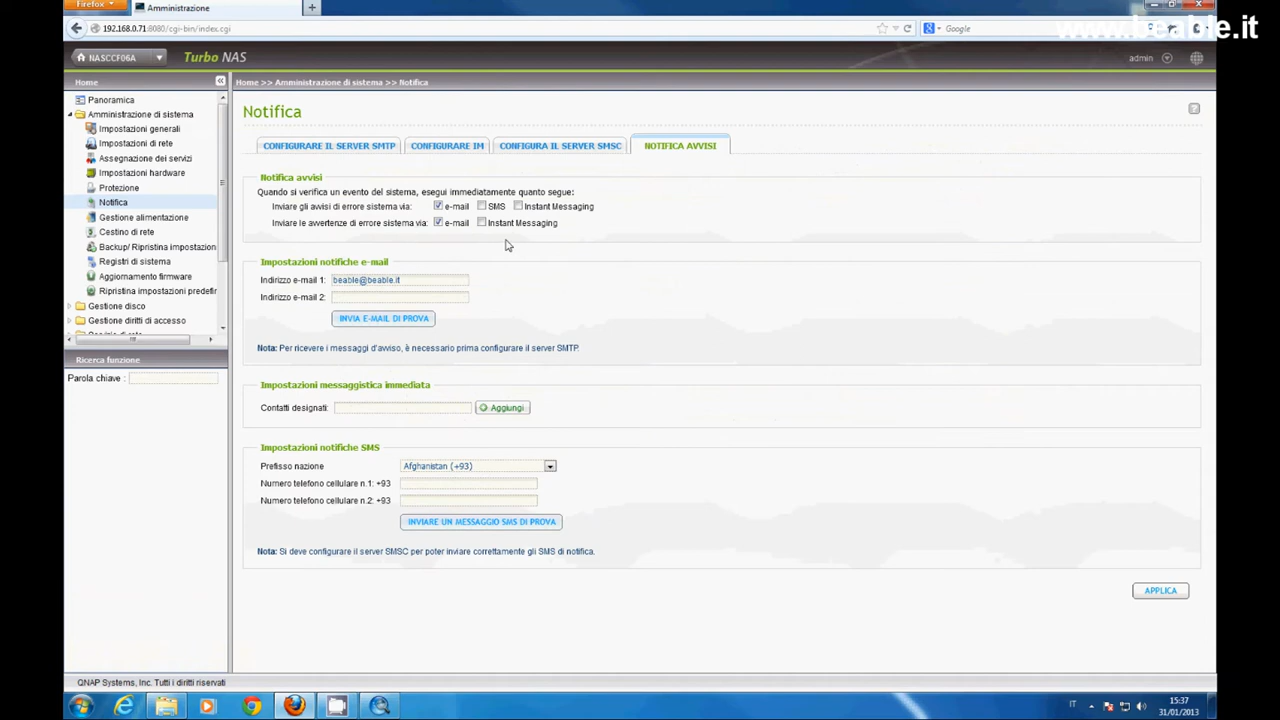 Firefox
Amministrazione
www.beable.it
192.168.0.71:8080/cgi-bin/index.cgi
Google
NASCCF06A
Turbo NAS
admin
Home
Home >> Amministrazione di sistema >> Notifica
Panoramica
Amministrazione di sistema
Impostazioni generali
Impostazioni di rete
Assegnazione dei servizi
Impostazioni hardware
Protezione
Notifica
Gestione alimentazione
Cestino di rete
Backup/ Ripristina impostazion
Registri di sistema
Aggiornamento firmware
Ripristina impostazioni predefir
Gestione disco
Gestione diritti di accesso
Ricerca funzione
Parola chiave :
Notifica
CONFIGURARE IL SERVER SMTP
CONFIGURARE IM
CONFIGURA IL SERVER SMSC
NOTIFICA AVVISI
Notifica avvisi
Quando si verifica un evento del sistema, esegui immediatamente quanto segue:
Inviare gli avvisi di errore sistema via: e-mail SMS Instant Messaging
Inviare le avvertenze di errore sistema via: e-mail Instant Messaging
Impostazioni notifiche e-mail
Indirizzo e-mail 1: beable@beable.it
Indirizzo e-mail 2:
INVIA E-MAIL DI PROVA
Nota: Per ricevere i messaggi d'avviso, è necessario prima configurare il server SMTP.
Impostazioni messaggistica immediata
Contatti designati: Aggiungi
Impostazioni notifiche SMS
Prefisso nazione Afghanistan (+93)
Numero telefono cellulare n.1: +93
Numero telefono cellulare n.2: +93
INVIARE UN MESSAGGIO SMS DI PROVA
Nota: Si deve configurare il server SMSC per poter inviare correttamente gli SMS di notifica.
APPLICA
QNAP Systems, Inc. Tutti i diritti riservati
IT
15:37
31/01/2013